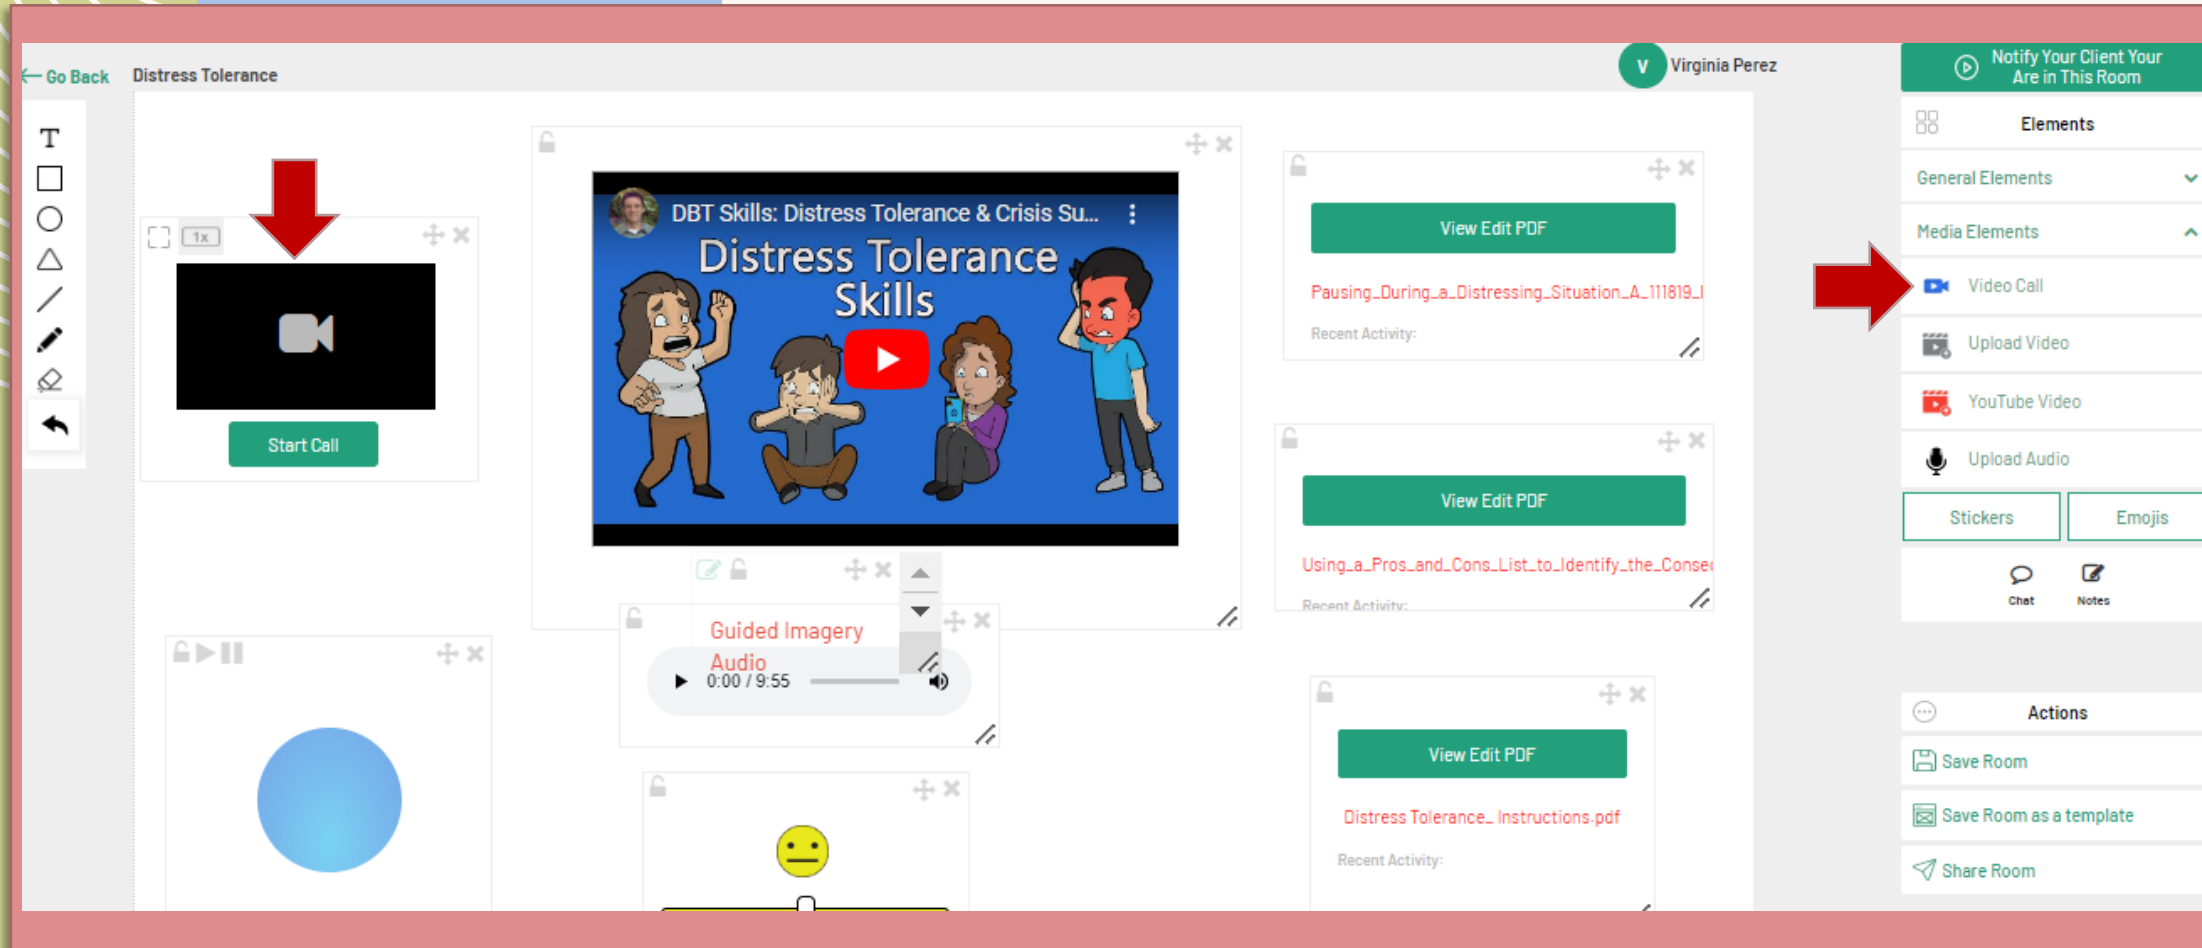 Go Back
Distress Tolerance
V
Virginia Perez
Notify Your Client Your
Are in This Room
T
1x
Start Call
DBT Skills: Distress Tolerance & Crisis Su...
Distress Tolerance
Skills
Guided Imagery
Audio
0:00 / 9:55
View Edit PDF
Pausing_During_a_Distressing_Situation_A_111819_
Recent Activity:
View Edit PDF
Using_a_Pros_and_Cons_List_to_Identify_the_Conse
Recent Activity:
View Edit PDF
Distress Tolerance_ Instructions.pdf
Recent Activity:
Elements
General Elements
Media Elements
Video Call
Upload Video
YouTube Video
Upload Audio
Stickers
Emojis
Chat
Notes
Actions
Save Room
Save Room as a template
Share Room